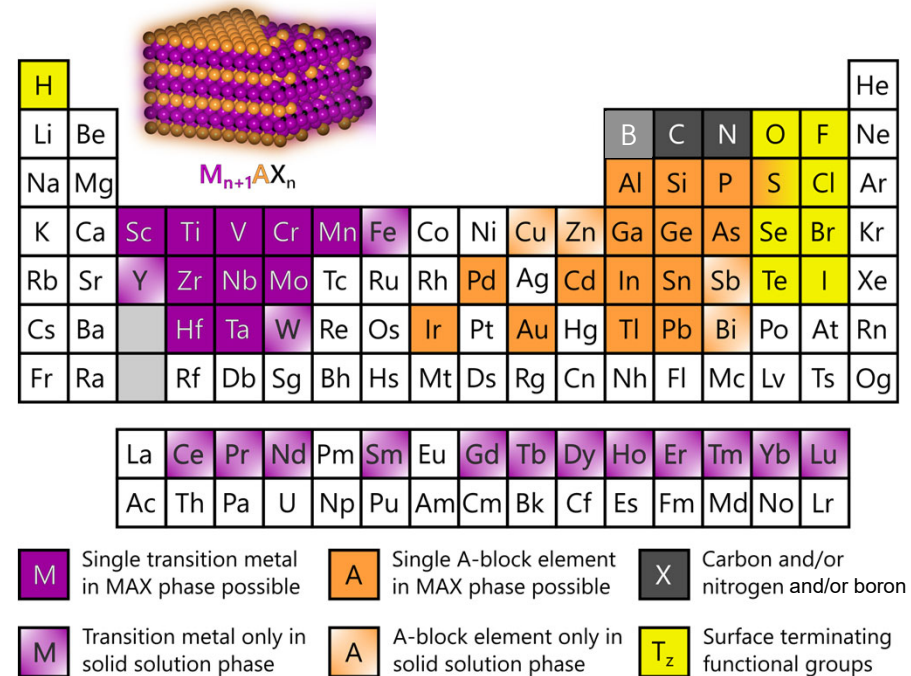 H He
Li Be B C N O F Ne
M n+1 A X n
Na Mg Al Si P S Cl Ar
K Ca Sc Ti V Cr Mn Fe Co Ni Cu Zn Ga Ge As Se Br Kr
Rb Sr Y Zr Nb Mo Tc Ru Rh Pd Ag Cd In Sn Sb Te I Xe
Cs Ba Hf Ta W Re Os Ir Pt Au Hg Tl Pb Bi Po At Rn
Fr Ra Rf Db Sg Bh Hs Mt Ds Rg Cn Nh Fl Mc Lv Ts Og
La Ce Pr Nd Pm Sm Eu Gd Tb Dy Ho Er Tm Yb Lu
Ac Th Pa U Np Pu Am Cm Bk Cf Es Fm Md No Lr
M Single transition metal
in MAX phase possible
A Single A-block element
in MAX phase possible
X Carbon and/or
nitrogen and/or boron
M Transition metal only in
solid solution phase
A A-block element only in
solid solution phase
Tz Surface terminating
functional groups